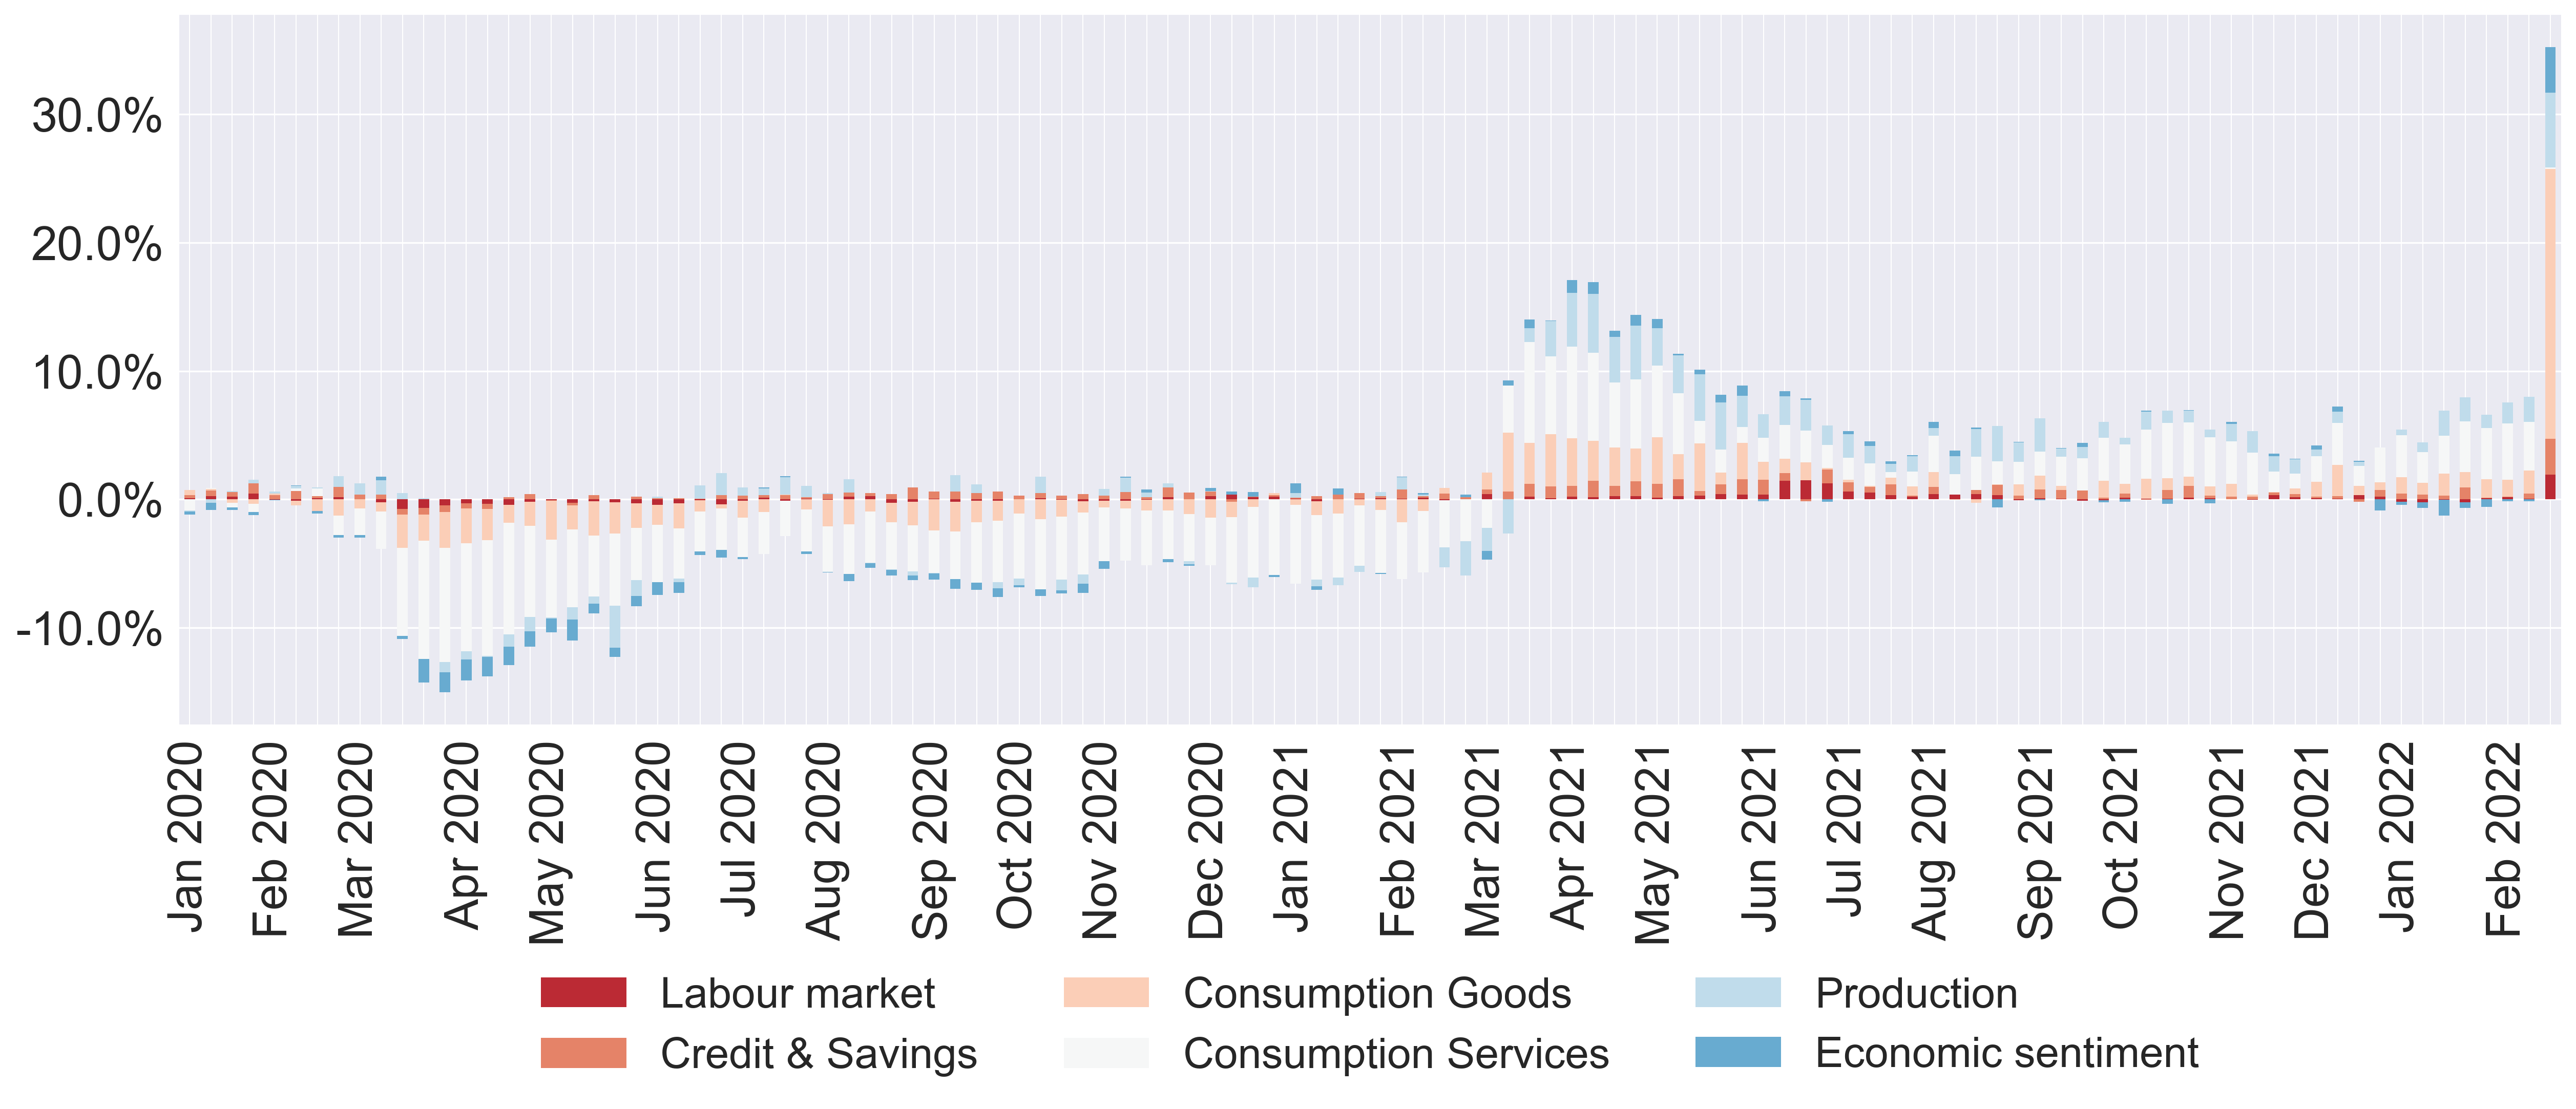 30.0%
20.0%
10.0%
0.0%
-10.0%
Jan 2020
Feb 2020
Mar 2020
Apr 2020
May 2020
Jun 2020
Jul 2020
Aug 2020
Sep 2020
Oct 2020
Nov 2020
Dec 2020
Jan 2021
Feb 2021
Mar 2021
Apr 2021
May 2021
Jun 2021
Jul 2021
Aug 2021
Sep 2021
Oct 2021
Nov 2021
Dec 2021
Jan 2022
Feb 2022
Labour market
Credit & Savings
Consumption Goods
Consumption Services
Production
Economic sentiment